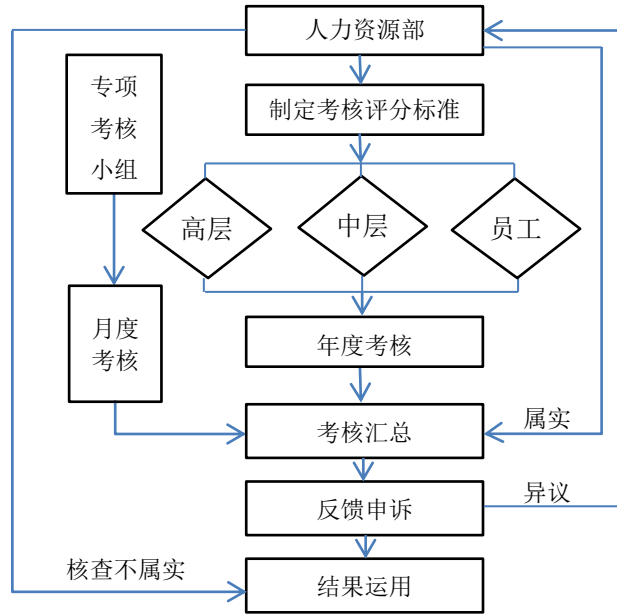 人力资源部
专项
考核
小组
制定考核评分标准
高层
中层
员工
月度
考核
年度考核
考核汇总
属实
反馈申诉
异议
核查不属实
结果运用